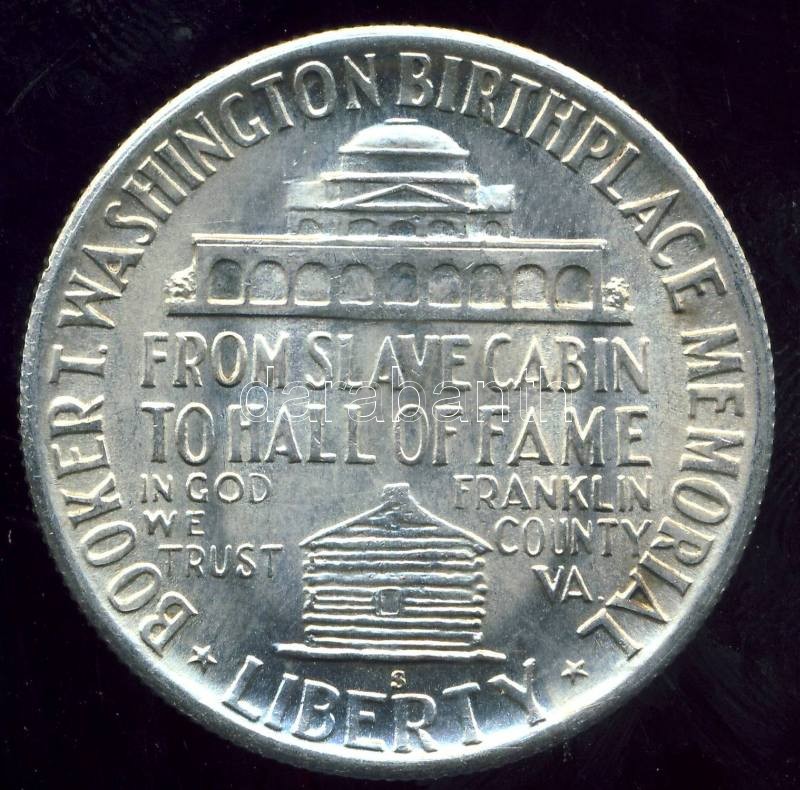 BOOKER T. WASHINGTON BIRTHPLACE MEMORIAL
FROM SLAVE CABIN
TO HALL OF FAME
IN GOD
WE
TRUST
FRANKLIN
COUNTY
VA.
S
LIBERTY
darabanth